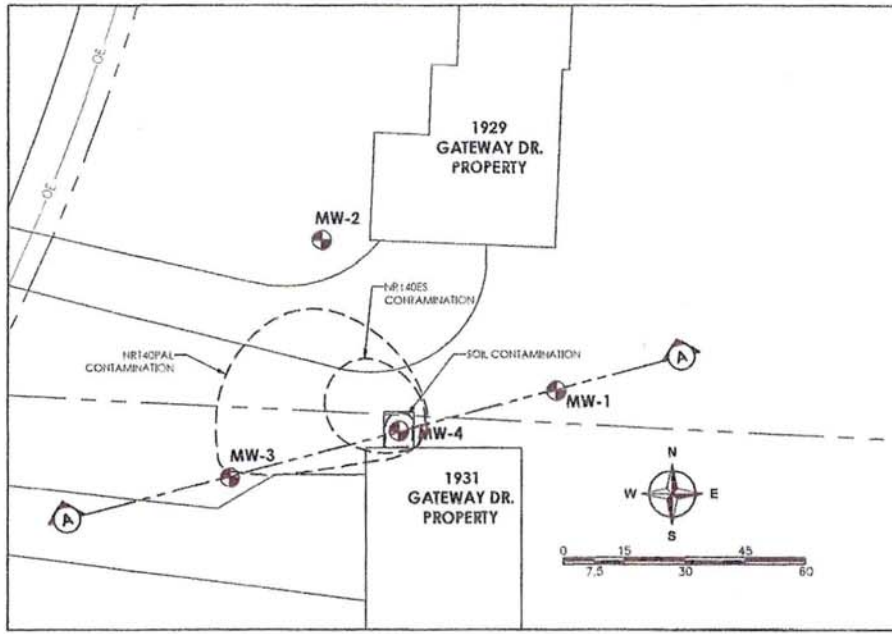 OE
1929
GATEWAY DR.
PROPERTY
MW-2
OE
NR140ES
CONTAMINATION
NR140PAL
CONTAMINATION
SOIL CONTAMINATION
A
MW-1
MW-4
MW-3
1931
GATEWAY DR.
PROPERTY
N
W E
S
A
0 15 45
7.5 30 60